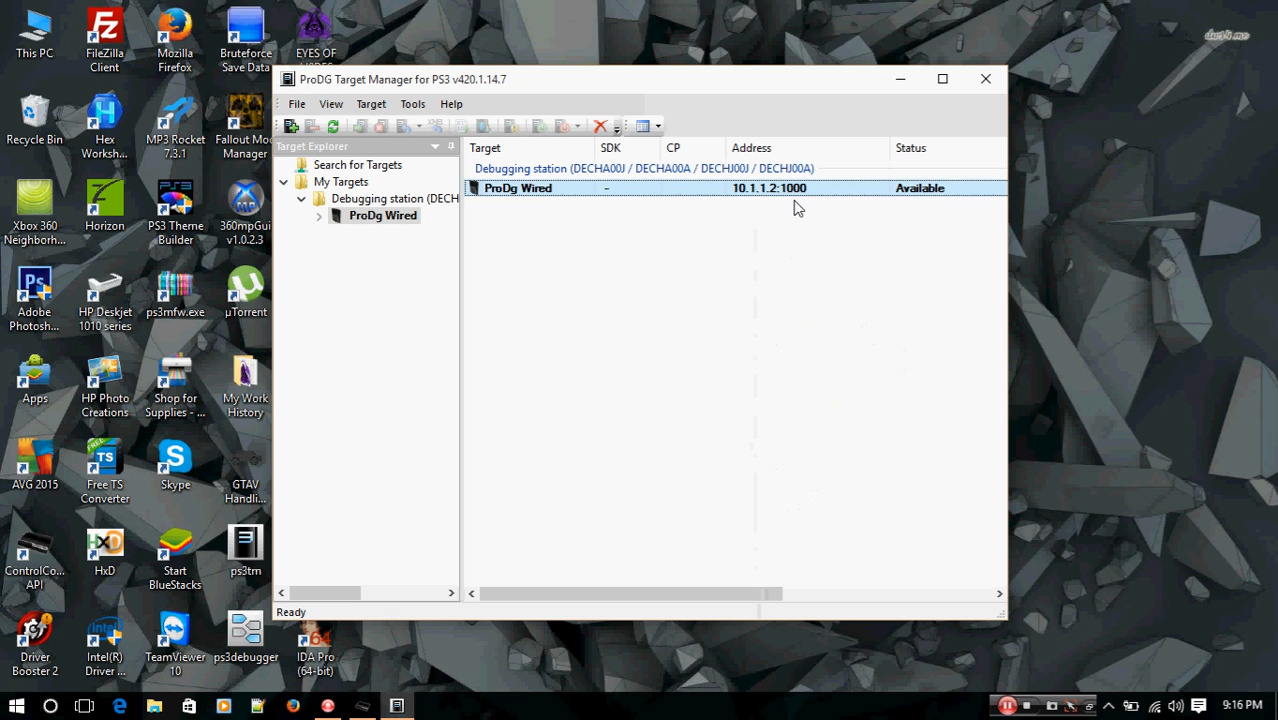 This PC
FileZilla
Client
Mozilla
Firefox
Bruteforce
Save Data
EYES OF
Recycle Bin
Hex
Worksh...
MP3 Rocket
7.3.1
Fallout Mod
Manager
Xbox 360
Neighborh...
Horizon
PS3 Theme
Builder
360mpGui
v1.0.2.3
Adobe
Photosh...
HP Deskjet
1010 series
ps3mfw.exe
µTorrent
Apps
HP Photo
Creations
Shop for
Supplies - ...
My Work
History
AVG 2015
FREE
TS
Free TS
Converter
Skype
GTAV
Handli...
ControlCo...
API
HxD
Start
BlueStacks
ps3tm
Driver
Booster 2
Intel(R)
Driver ...
TeamViewer
10
ps3debugger
IDA Pro
(64-bit)
ProDG Target Manager for PS3 v420.1.14.7
File View Target Tools Help
Target Explorer
Search for Targets
My Targets
Debugging station (DECH
ProDg Wired
Target SDK CP Address Status
Debugging station (DECHA00J / DECHA00A / DECHJ00J / DECHJ00A)
ProDg Wired - 10.1.1.2:1000 Available
Ready
9:16 PM